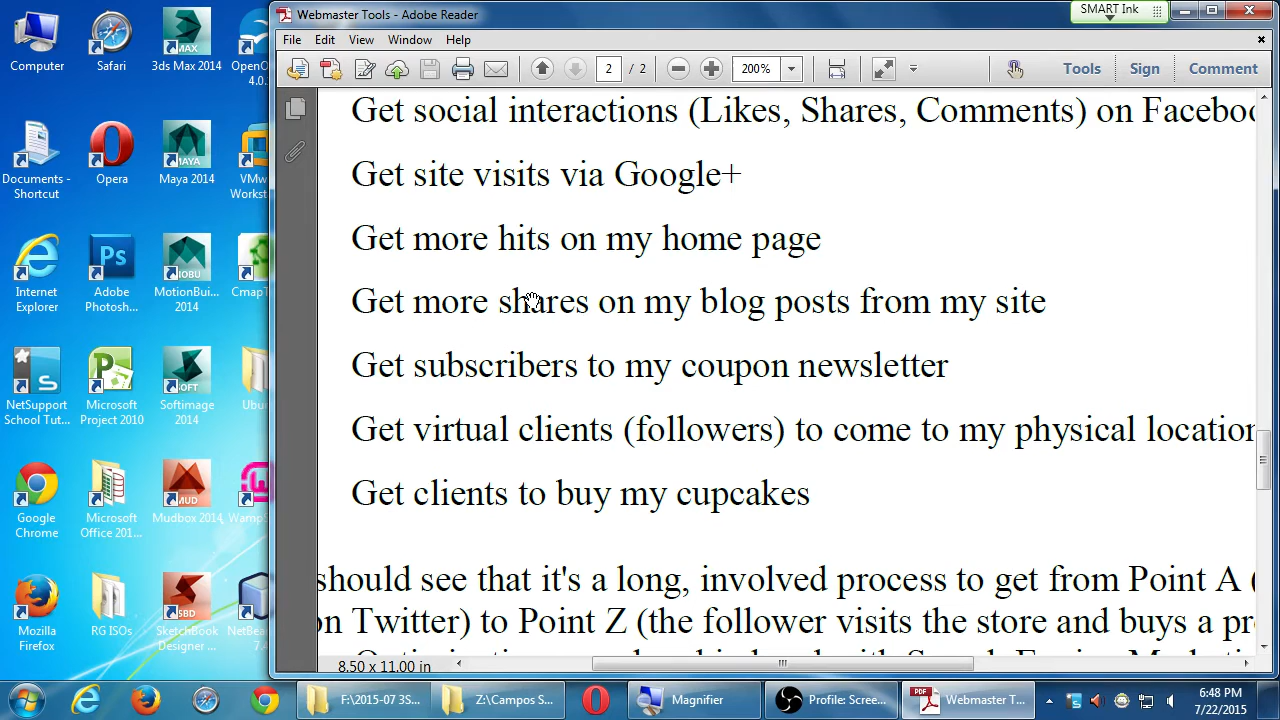 Webmaster Tools - Adobe Reader
SMART Ink
File Edit View Window Help
2 / 2
200%
Tools Sign Comment
Get social interactions (Likes, Shares, Comments) on
Get site visits via Google+
Get more hits on my home page
Get more shares on my blog posts from my site
Get subscribers to my coupon newsletter
Get virtual clients (followers) to come to my physical
Get clients to buy my cupcakes
should see that it's a long, involved process to get from Point A
on Twitter) to Point Z (the follower visits the store and buys a
8.50 x 11.00 in
Computer
Safari
3ds Max 2014
4.0...
Documents - Shortcut
Opera
Maya 2014
Internet Explorer
Adobe Photosh...
MotionBui... 2014
NetSupport School Tut...
Microsoft Project 2010
Softimage 2014
Google Chrome
Microsoft Office 201...
Mudbox 2014
Mozilla Firefox
RG ISOs
SketchBook Designer ...
F:\2015-07 3S...
Z:\Campos S...
Magnifier
Profile: Scree...
Webmaster T...
6:48 PM
7/22/2015